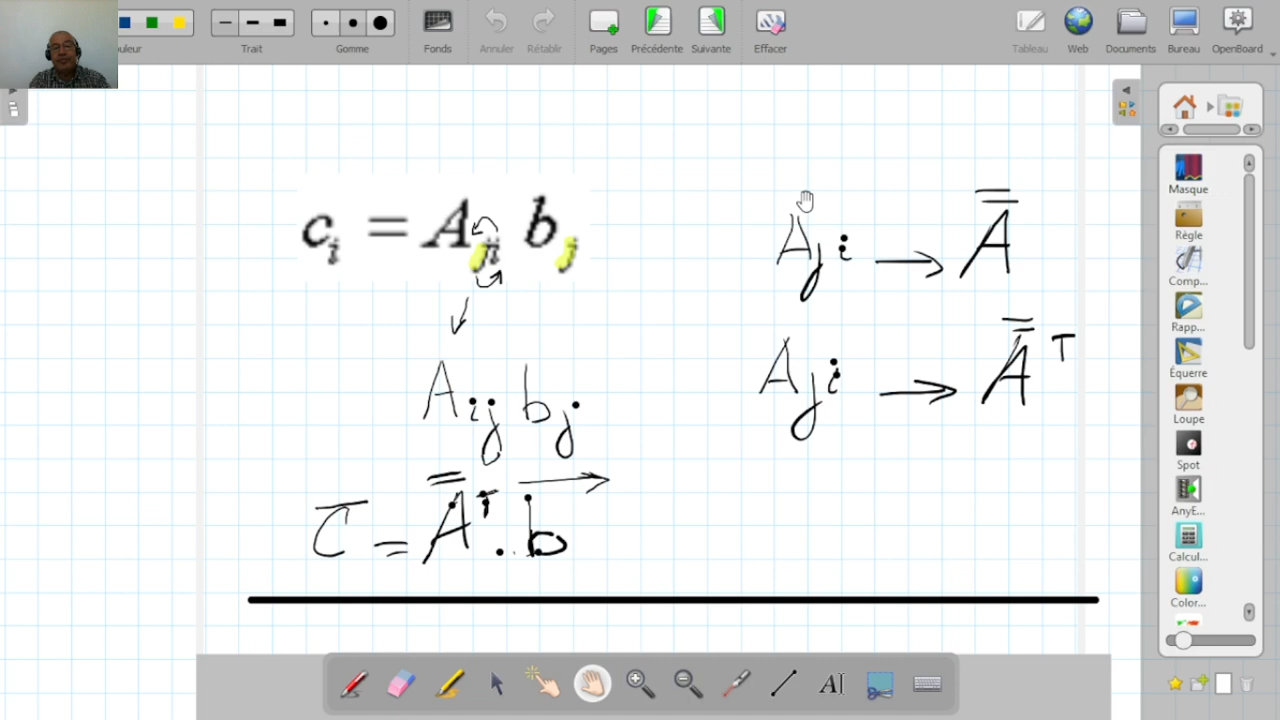 uleur
Trait
Gomme
Fonds
Annuler
Rétablir
Pages
Précédente
Suivante
Effacer
Tableau
Web
Documents
Bureau
OpenBoard
c_i = A_ji b_j
A_ij b_j
C̅ = A̿^T . b⃗
A_ji → A̿
A_ji → A̿^T
Masque
Règle
Comp...
Rapp...
Équerre
Loupe
Spot
AnyE...
Calcul...
Color...